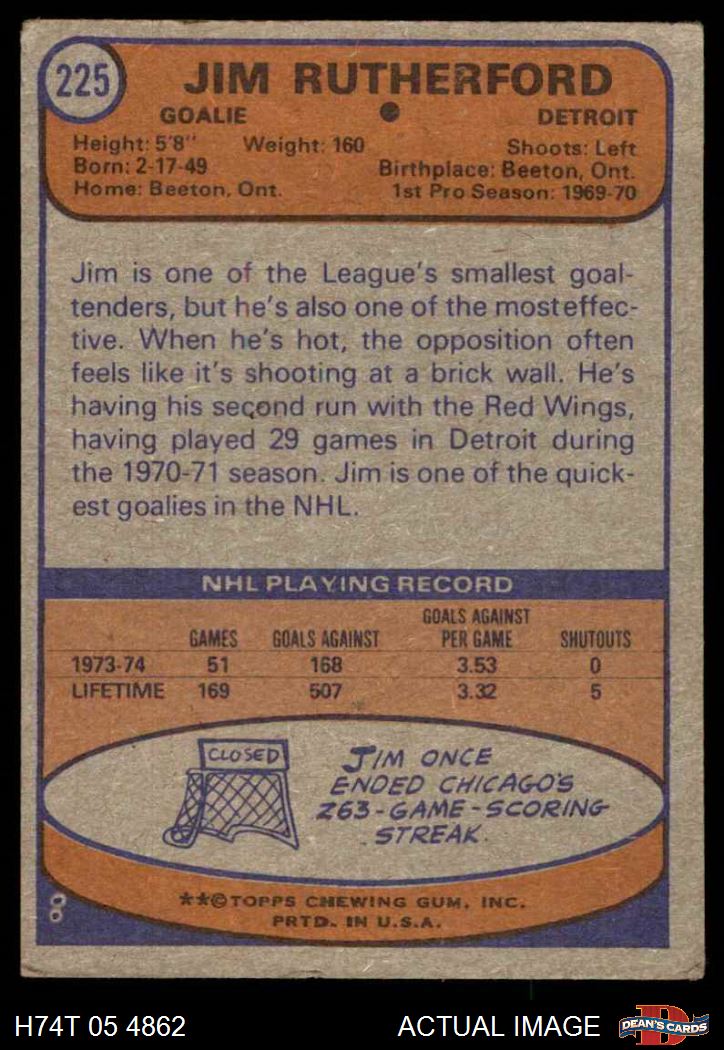 225
JIM RUTHERFORD
GOALIE DETROIT
Height: 5'8" Weight: 160 Shoots: Left
Born: 2-17-49 Birthplace: Beeton, Ont.
Home: Beeton, Ont. 1st Pro Season: 1969-70
Jim is one of the League's smallest goal-
tenders, but he's also one of the most effec-
tive. When he's hot, the opposition often
feels like it's shooting at a brick wall. He's
having his second run with the Red Wings,
having played 29 games in Detroit during
the 1970-71 season. Jim is one of the quick-
est goalies in the NHL.
NHL PLAYING RECORD
GAMES GOALS AGAINST GOALS AGAINST PER GAME SHUTOUTS
1973-74 51 168 3.53 0
LIFETIME 169 507 3.32 5
CLOSED
JIM ONCE
ENDED CHICAGO'S
263-GAME-SCORING
STREAK.
**©TOPPS CHEWING GUM, INC.
PRTD. IN U.S.A.
8
H74T 05 4862 ACTUAL IMAGE
D
DEAN'S CARDS